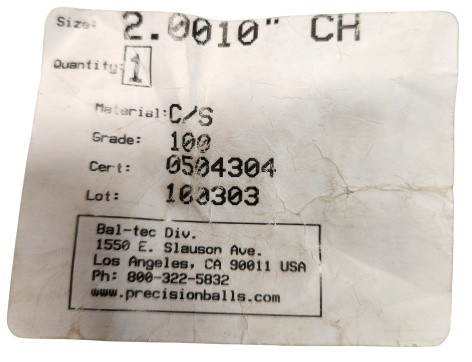 Size: 2.0010" CH
Quantity: 1
Material: C/S
Grade: 100
Cert: 0504304
Lot: 100303
Bal-tec Div.
1550 E. Slauson Ave.
Los Angeles, CA 90011 USA
Ph: 800-322-5832
www.precisionballs.com